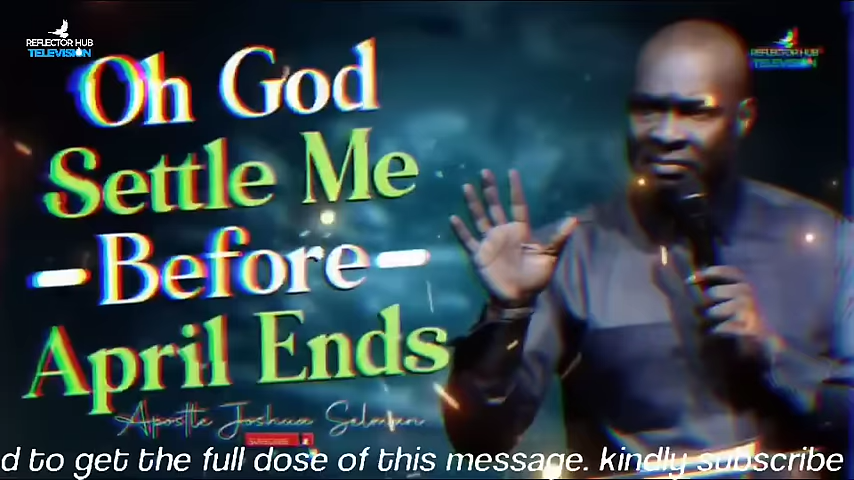 REFLECTOR HUB
TELEVISION
REFLECTOR HUB
TELEVISION
Oh God
Settle Me
-Before-
April Ends
Apostle Joshua Selman
SUBSCRIBE
d to get the full dose of this message. kindly subscribe